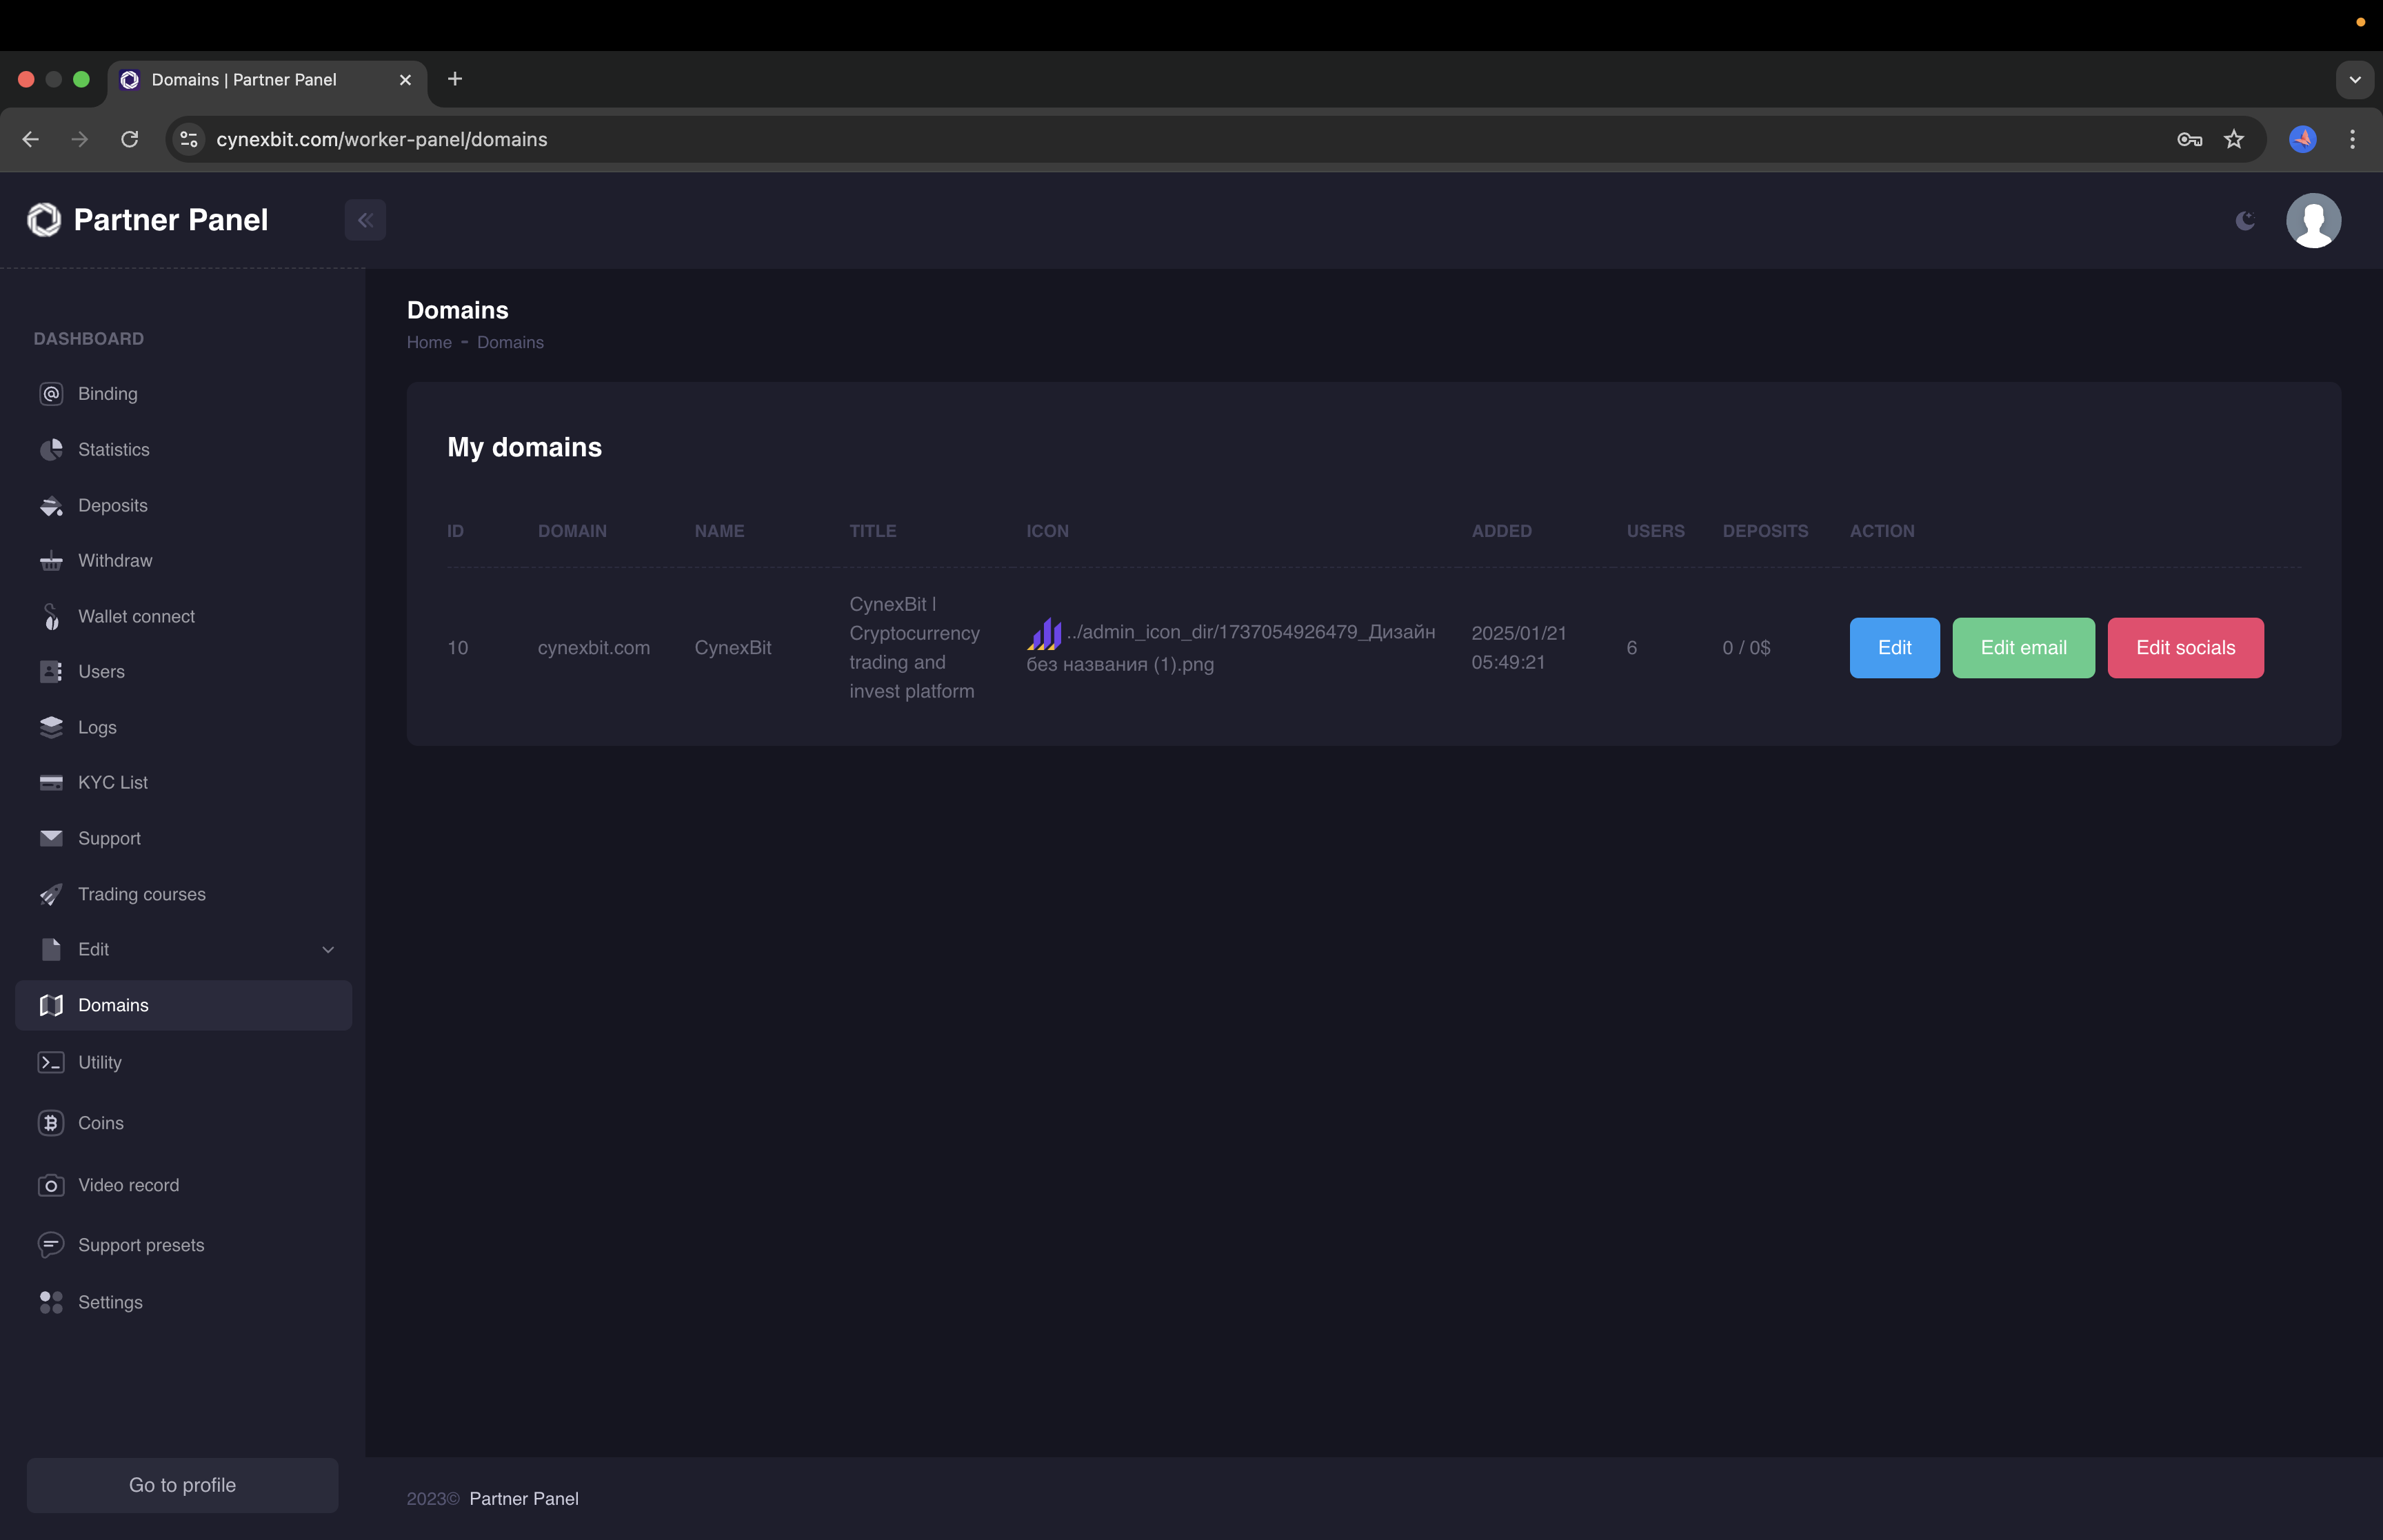 Domains | Partner Panel
cynexbit.com/worker-panel/domains
Partner Panel
DASHBOARD
Binding
Statistics
Deposits
Withdraw
Wallet connect
Users
Logs
KYC List
Support
Trading courses
Edit
Domains
Utility
Coins
Video record
Support presets
Settings
Go to profile
Domains
Home - Domains
My domains
ID DOMAIN NAME TITLE ICON ADDED USERS DEPOSITS ACTION
10
cynexbit.com
CynexBit
CynexBit |
Cryptocurrency
trading and
invest platform
../admin_icon_dir/1737054926479_Дизайн
без названия (1).png
2025/01/21
05:49:21
6
0 / 0$
Edit
Edit email
Edit socials
2023© Partner Panel